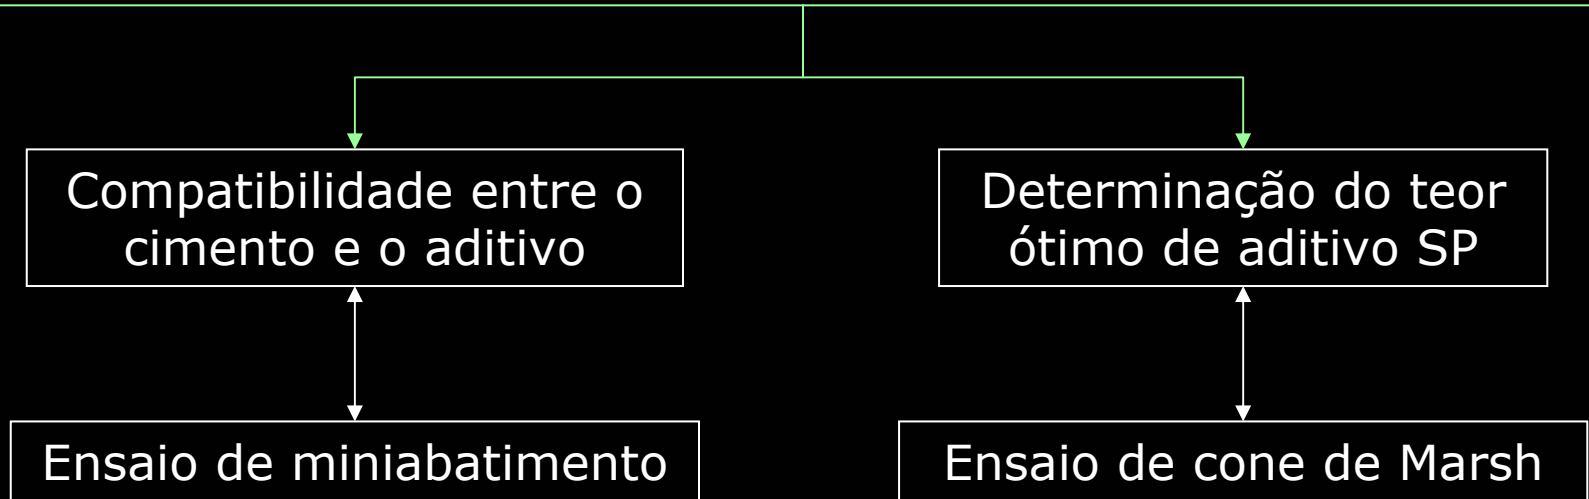 Compatibilidade entre o
cimento e o aditivo
Determinação do teor
ótimo de aditivo SP
Ensaio de miniabatimento
Ensaio de cone de Marsh